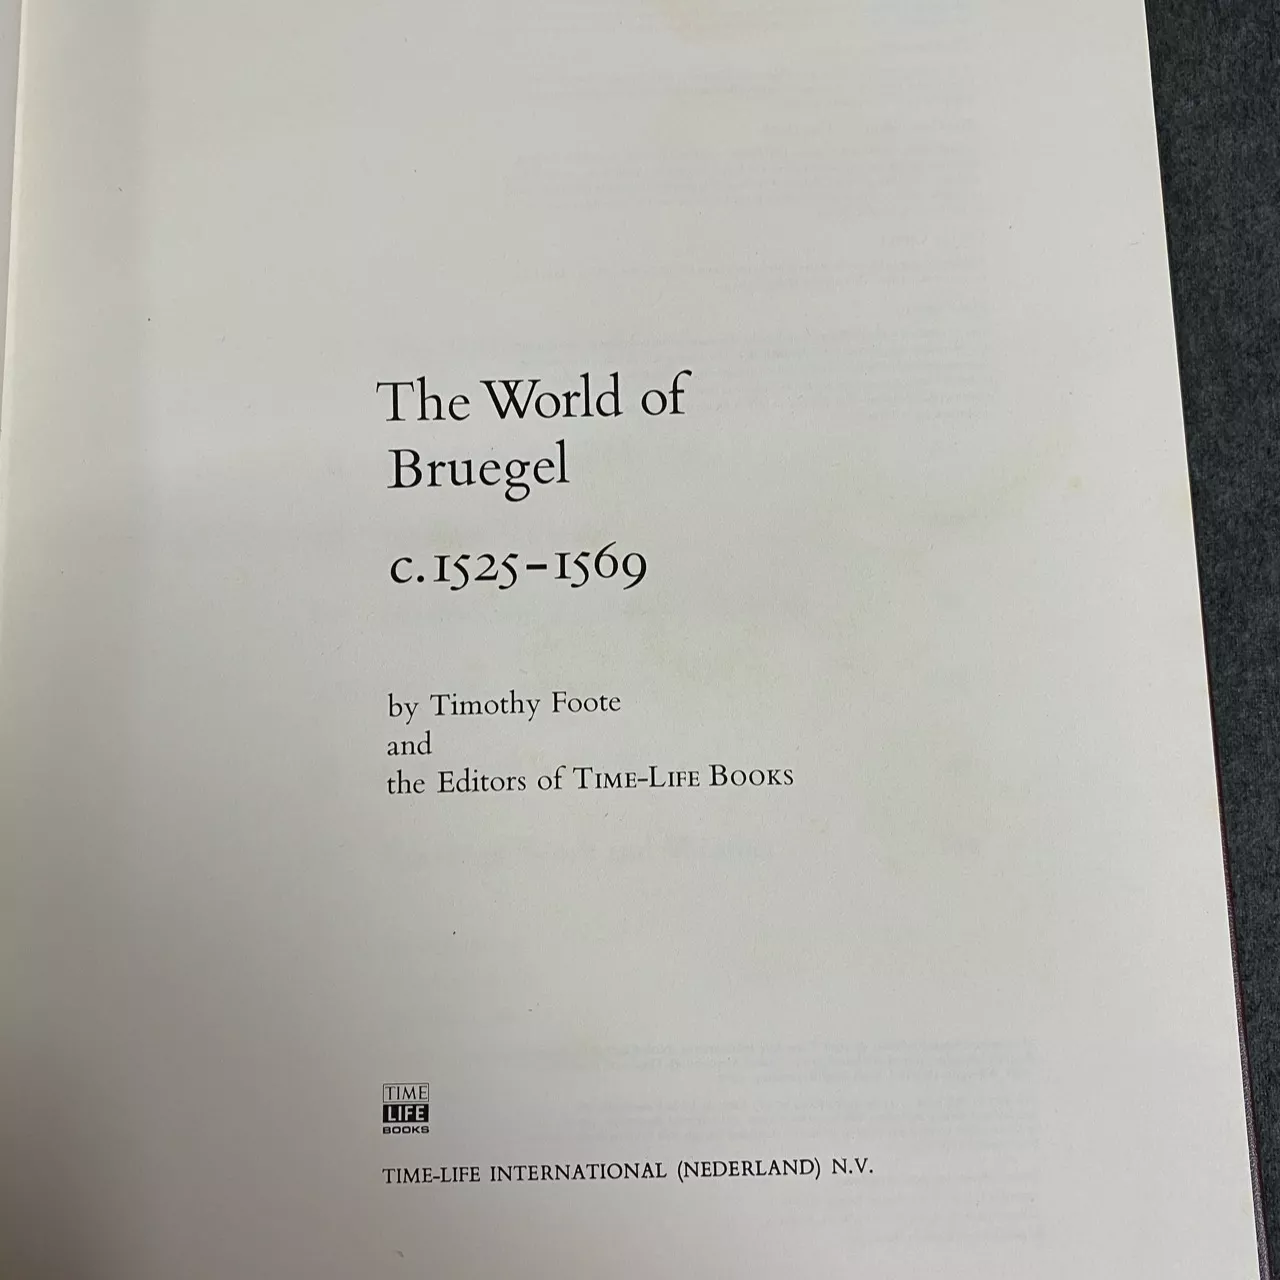 The World of
Bruegel
c. 1525–1569
by Timothy Foote
and
the Editors of TIME-LIFE BOOKS
TIME
LIFE
BOOKS
TIME-LIFE INTERNATIONAL (NEDERLAND) N.V.